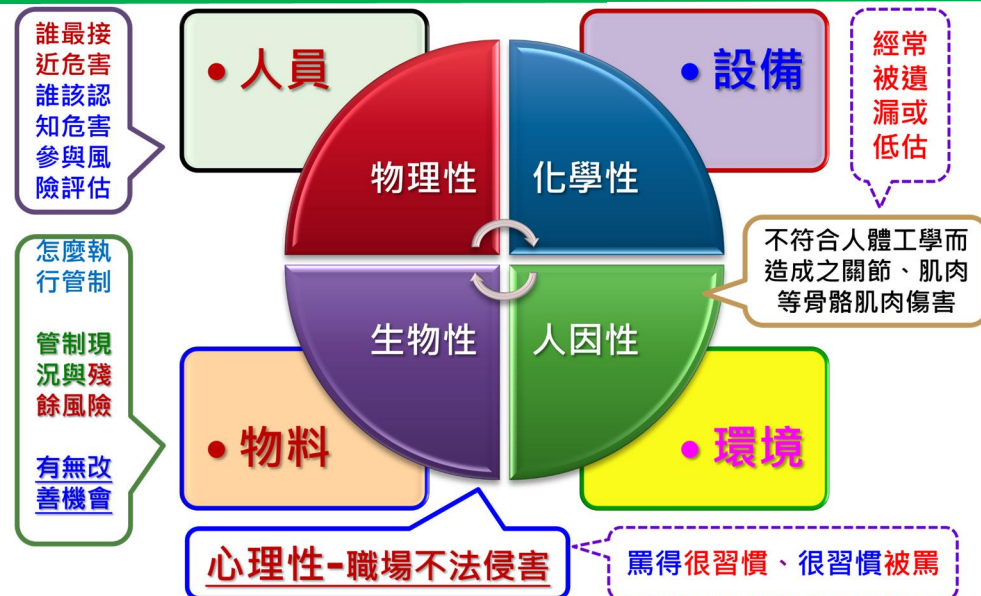 誰最接
近危害
誰該認
知危害
參與風
險評估
• 人員
• 設備
經常
被遺
漏或
低估
物理性
化學性
怎麼執
行管制
管制現
況與殘
餘風險
有無改
善機會
不符合人體工學而
造成之關節、肌肉
等骨骼肌肉傷害
生物性
人因性
• 物料
• 環境
心理性-職場不法侵害
罵得很習慣、很習慣被罵